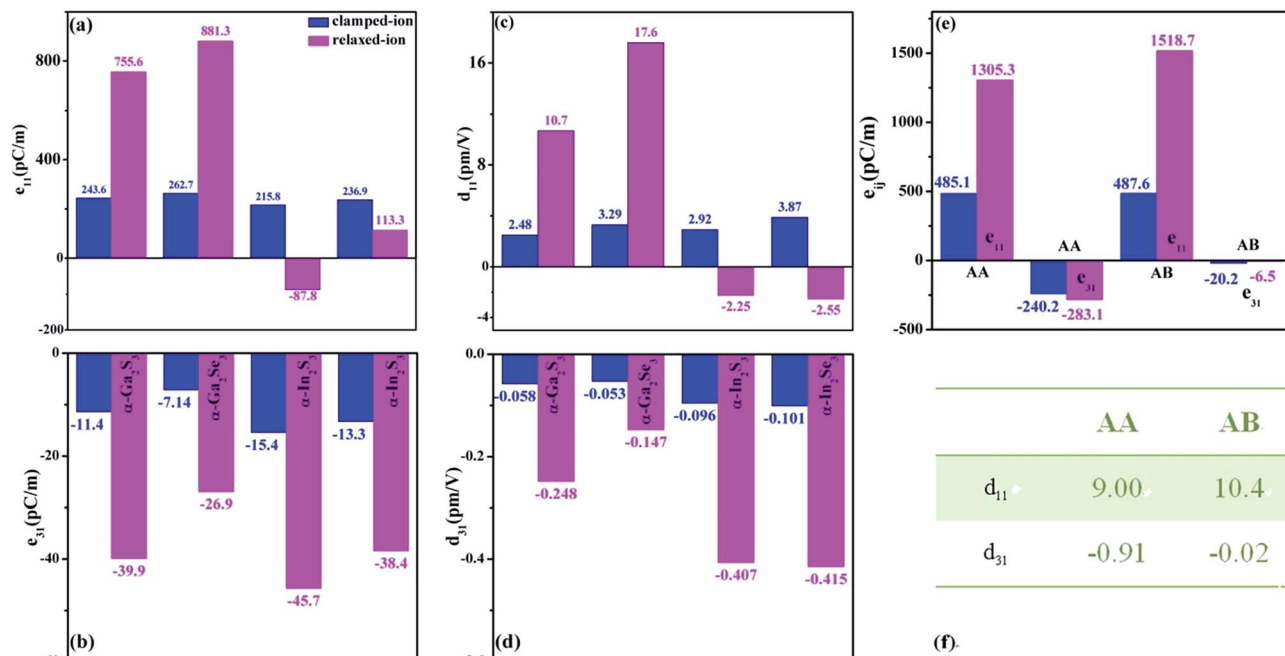 (a)
clamped-ion
relaxed-ion
e11(pC/m)
800
400
0
-200
243.6
755.6
262.7
881.3
215.8
-87.8
236.9
113.3
(b)
e31(pC/m)
0
-20
-40
-11.4
α-Ga2S3
-39.9
-7.14
α-Ga2Se3
-26.9
-15.4
α-In2S3
-45.7
-13.3
α-In2S3
-38.4
(c)
d11(pm/V)
16
8
0
-4
2.48
10.7
3.29
17.6
2.92
-2.25
3.87
-2.55
(d)
d31(pm/V)
0.0
-0.2
-0.4
-0.058
α-Ga2S3
-0.248
-0.053
α-Ga2Se3
-0.147
-0.096
α-In2S3
-0.407
-0.101
α-In2Se3
-0.415
(e)
eij(pC/m)
1500
1000
500
0
-500
485.1
1305.3
e11
AA
AA
-240.2
e31
-283.1
487.6
1518.7
e11
AB
AB
-20.2
-6.5
e31
AA AB
d11 9.00 10.4
d31 -0.91 -0.02
(f)